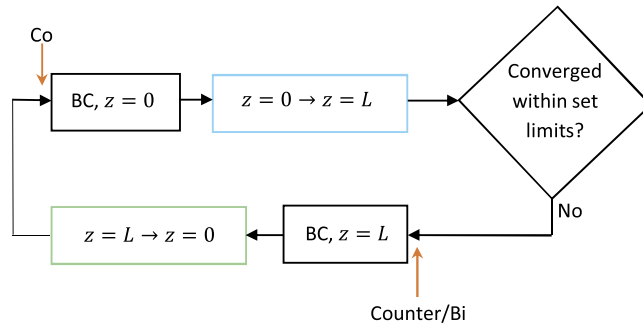 Co
BC, z = 0
z = 0 → z = L
Converged
within set
limits?
No
z = L → z = 0
BC, z = L
Counter/Bi